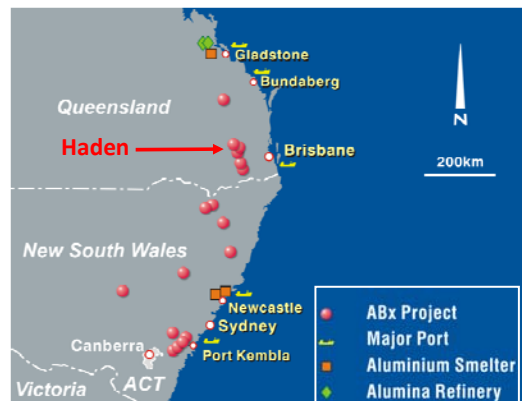 Gladstone
Bundaberg
Queensland
Haden
Brisbane
N
200km
New South Wales
Newcastle
Sydney
Canberra
Port Kembla
ACT
Victoria
ABx Project
Major Port
Aluminium Smelter
Alumina Refinery